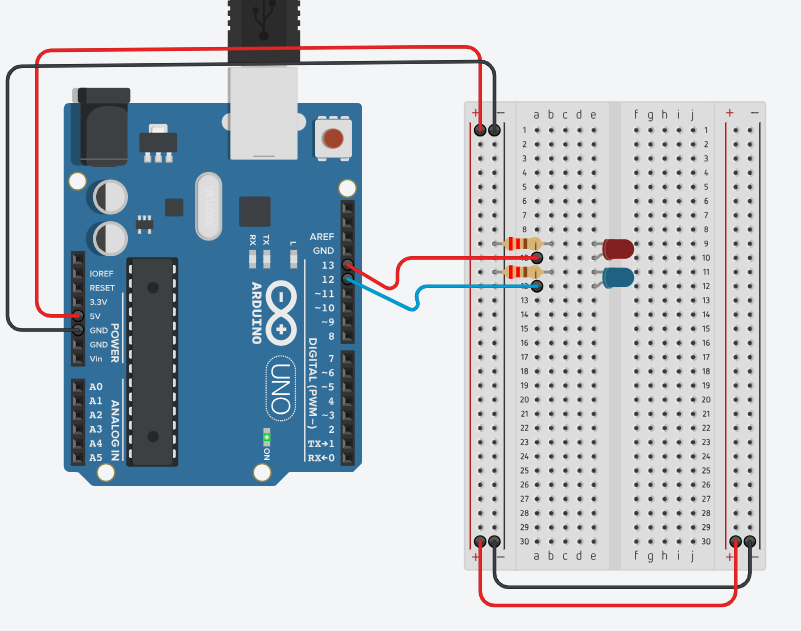 + − a b c d e f g h i j + −
1 1
2 2
3 3
4 4
5 5
6 6
7 7
8 8
9 9
10
11
12
13 13
14 14
15 15
16 16
17 17
18 18
19 19
20 20
21 21
22 22
23 23
24 24
25 25
26 26
27 27
28 28
29 29
30 30
+ − a b c d e f g h i j + −
IOREF
RESET
3.3V
5V
GND
GND
Vin
POWER
A0
A1
A2
A3
A4
A5
ANALOG IN
RX
TX
L
AREF
GND
13
12
~11
~10
~9
8
7
~6
~5
4
~3
2
TX→1
RX←0
DIGITAL (PWM~)
ARDUINO
UNO
ON